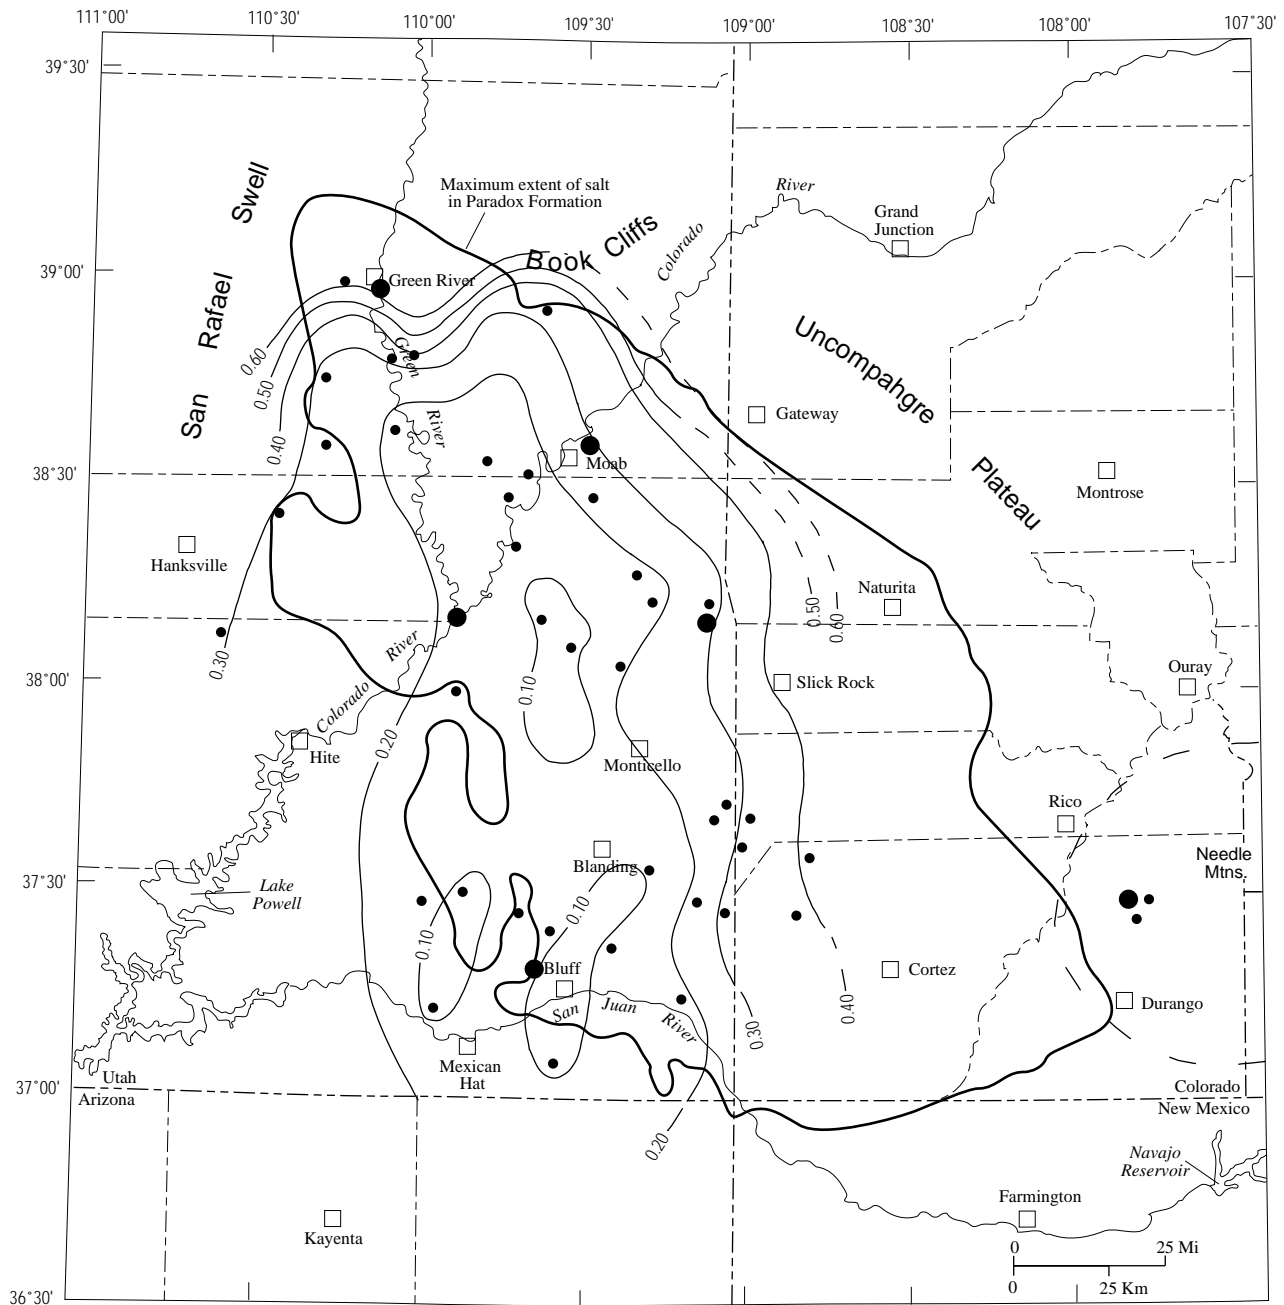 111°00'
110°30'
110°00'
109°30'
109°00'
108°30'
108°00'
107°30'
39°30'
Swell
Maximum extent of salt
in Paradox Formation
River
Grand
Junction
Book Cliffs
Colorado
39°00'
Green River
Rafael
Uncompahgre
0.60
Green
0.50
San
River
Gateway
0.40
Moab
38°30'
Plateau
Montrose
Hanksville
Naturita
0.50
0.60
0.30
River
38°00'
Ouray
Slick Rock
0.10
Colorado
Hite
0.20
Monticello
Rico
Blanding
Needle
Mtns.
37°30'
Lake
Powell
0.10
0.10
Bluff
Cortez
San Juan River
0.40
Durango
0.30
Mexican
Hat
37°00'
Utah
Arizona
Colorado
New Mexico
0.20
Navajo
Reservoir
Farmington
Kayenta
0
25 Mi
0
25 Km
36°30'